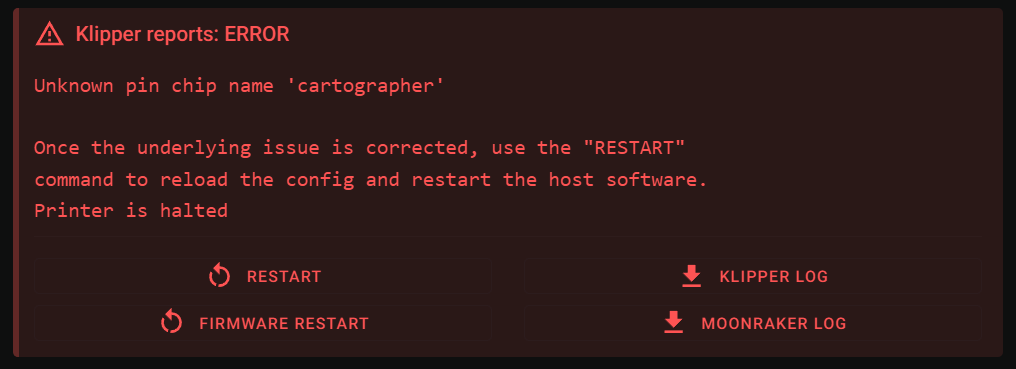 Klipper reports: ERROR
Unknown pin chip name 'cartographer'
Once the underlying issue is corrected, use the "RESTART"
command to reload the config and restart the host software.
Printer is halted
RESTART
KLIPPER LOG
FIRMWARE RESTART
MOONRAKER LOG